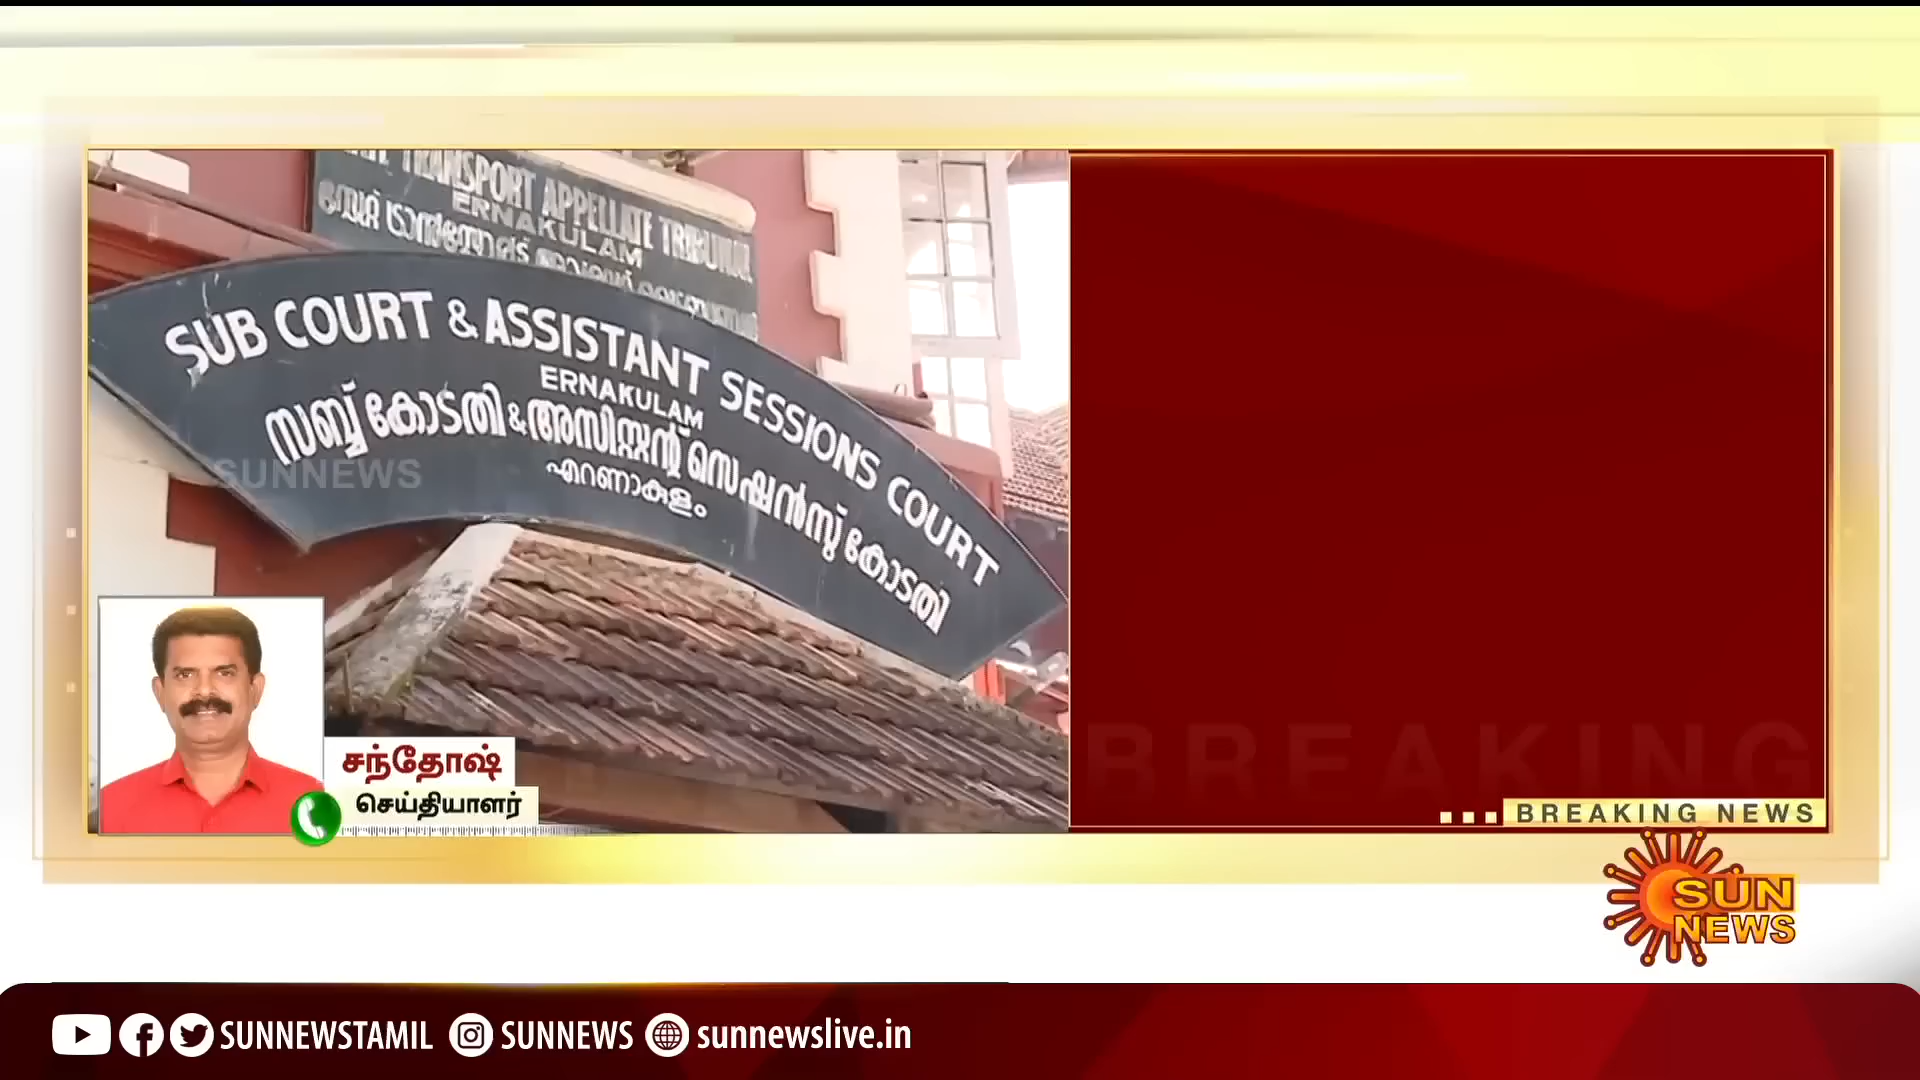 TRANSPORT APPELLATE TRIBUNAL
ERNAKULAM
SUB COURT & ASSISTANT SESSIONS COURT
ERNAKULAM
സബ്ബ് കോടതി & അസിസ്റ്റന്റ് സെഷൻസ്സ് കോടതി
എറണാകുളം
SUNNEWS
சந்தோஷ்
செய்தியாளர்
BREAKING
BREAKING NEWS
SUN
NEWS
SUNNEWSTAMIL SUNNEWS sunnewslive.in